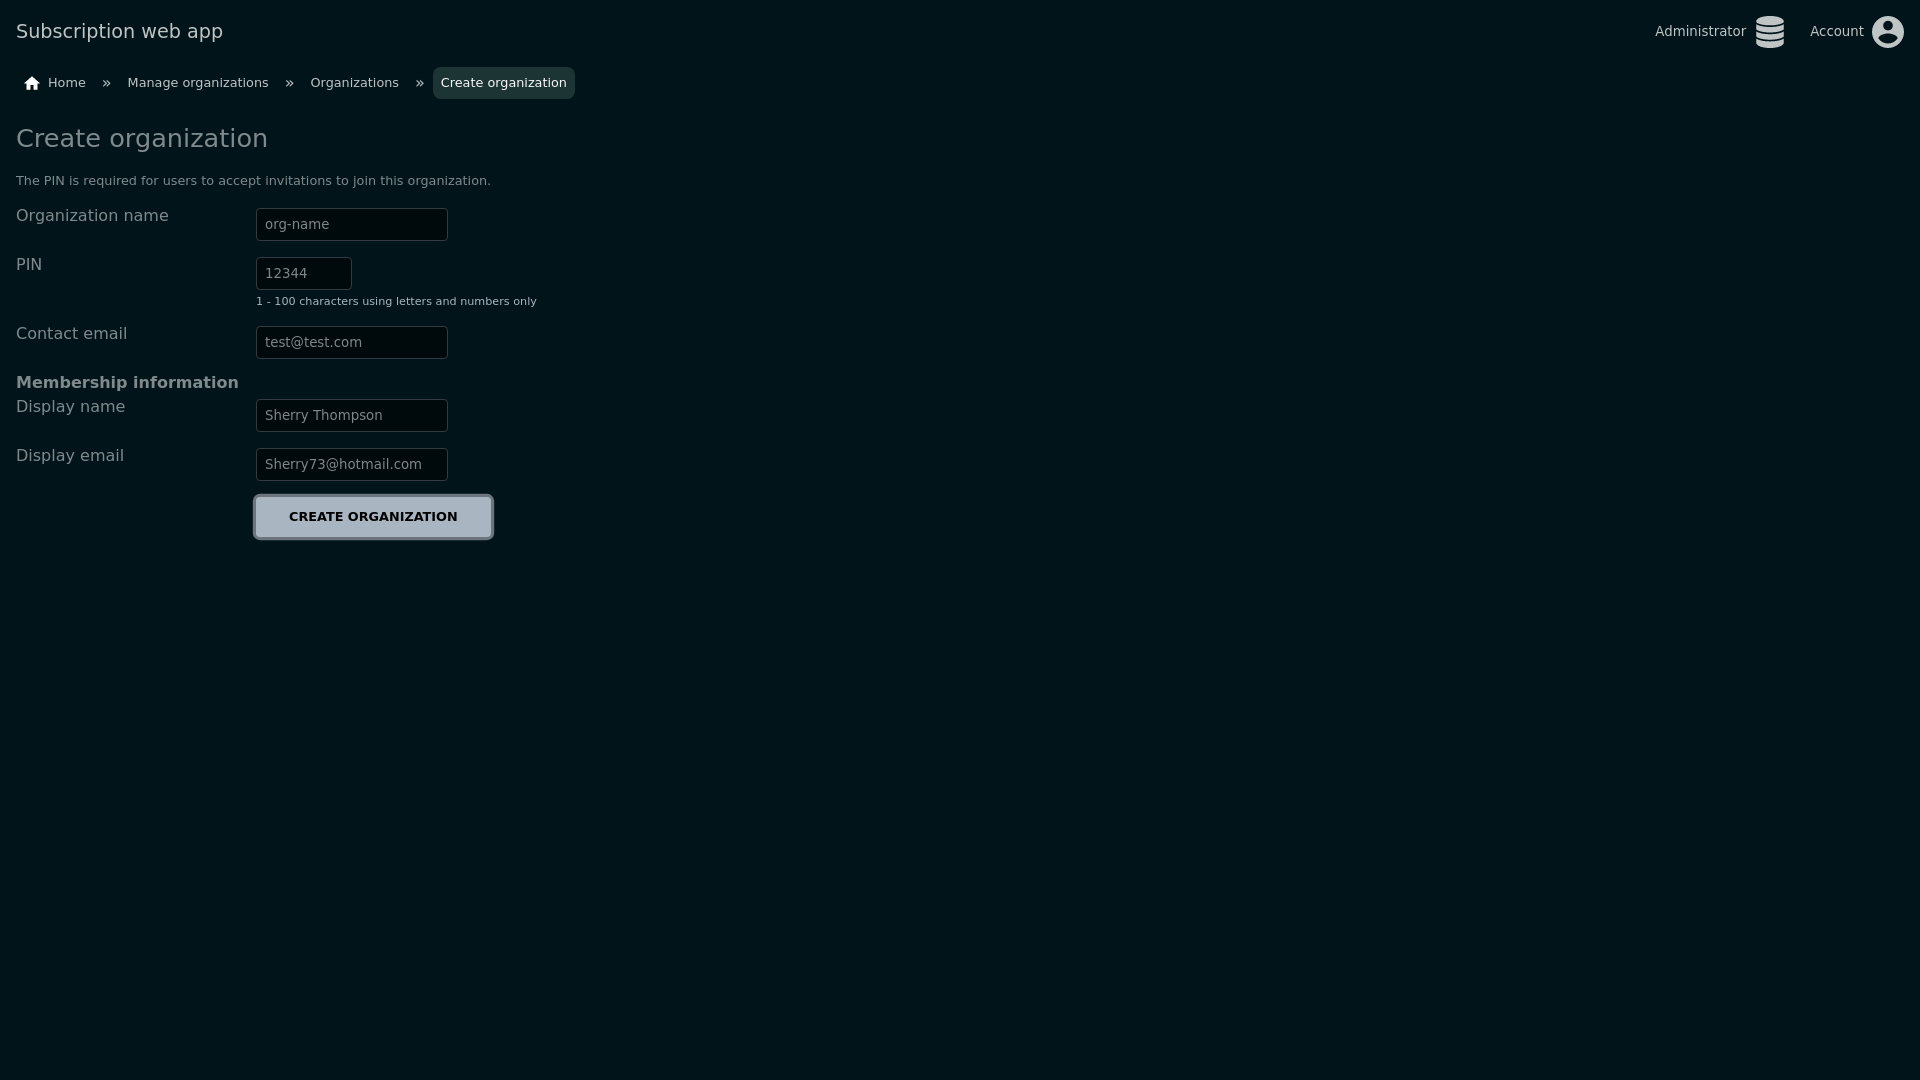 Subscription web app
Administrator
Account
Home » Manage organizations » Organizations » Create organization
Create organization
The PIN is required for users to accept invitations to join this organization.
Organization name
org-name
PIN
12344
1 - 100 characters using letters and numbers only
Contact email
test@test.com
Membership information
Display name
Sherry Thompson
Display email
Sherry73@hotmail.com
CREATE ORGANIZATION